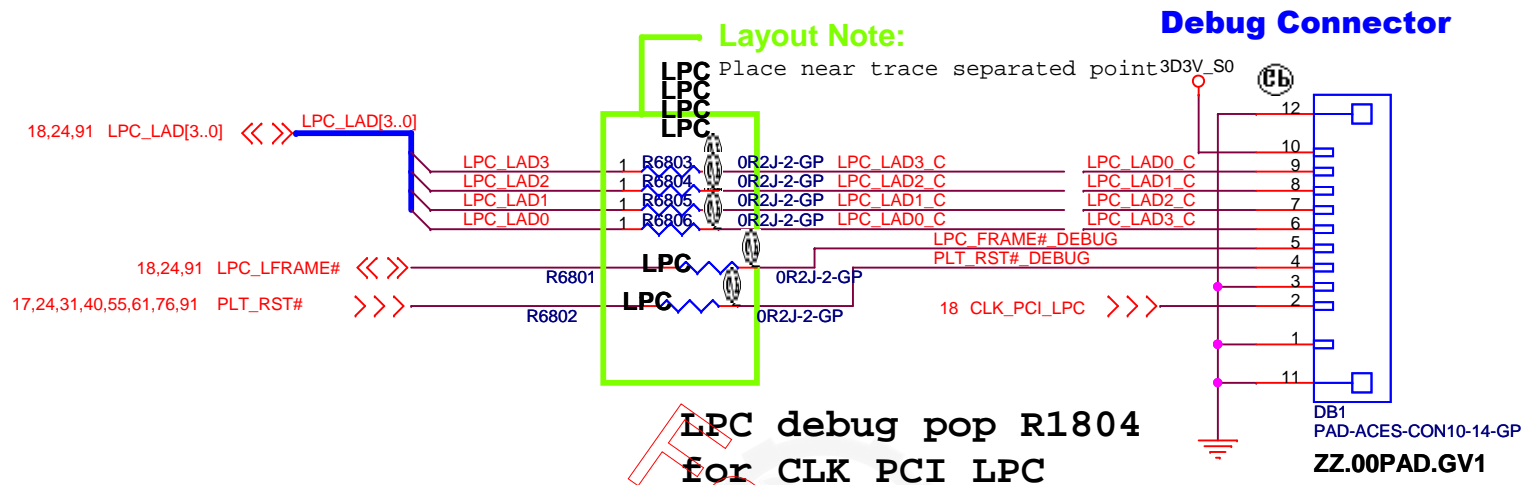 Debug Connector
Layout Note:
Place near trace separated point
3D3V_S0
LPC
LPC
LPC
LPC
18,24,91 LPC_LAD[3..0]
LPC_LAD[3..0]
12
10
LPC_LAD3 1 R6803 0R2J-2-GP LPC_LAD3_C LPC_LAD0_C 9
LPC_LAD2 1 R6804 0R2J-2-GP LPC_LAD2_C LPC_LAD1_C 8
LPC_LAD1 1 R6805 0R2J-2-GP LPC_LAD1_C LPC_LAD2_C 7
LPC_LAD0 1 R6806 0R2J-2-GP LPC_LAD0_C LPC_LAD3_C 6
LPC_FRAME#_DEBUG 5
PLT_RST#_DEBUG 4
18,24,91 LPC_LFRAME#
R6801 LPC 0R2J-2-GP
3
17,24,31,40,55,61,76,91 PLT_RST#
R6802 LPC 0R2J-2-GP
18 CLK_PCI_LPC 2
1
11
DB1
PAD-ACES-CON10-14-GP
ZZ.00PAD.GV1
LPC debug pop R1804
for CLK PCI LPC